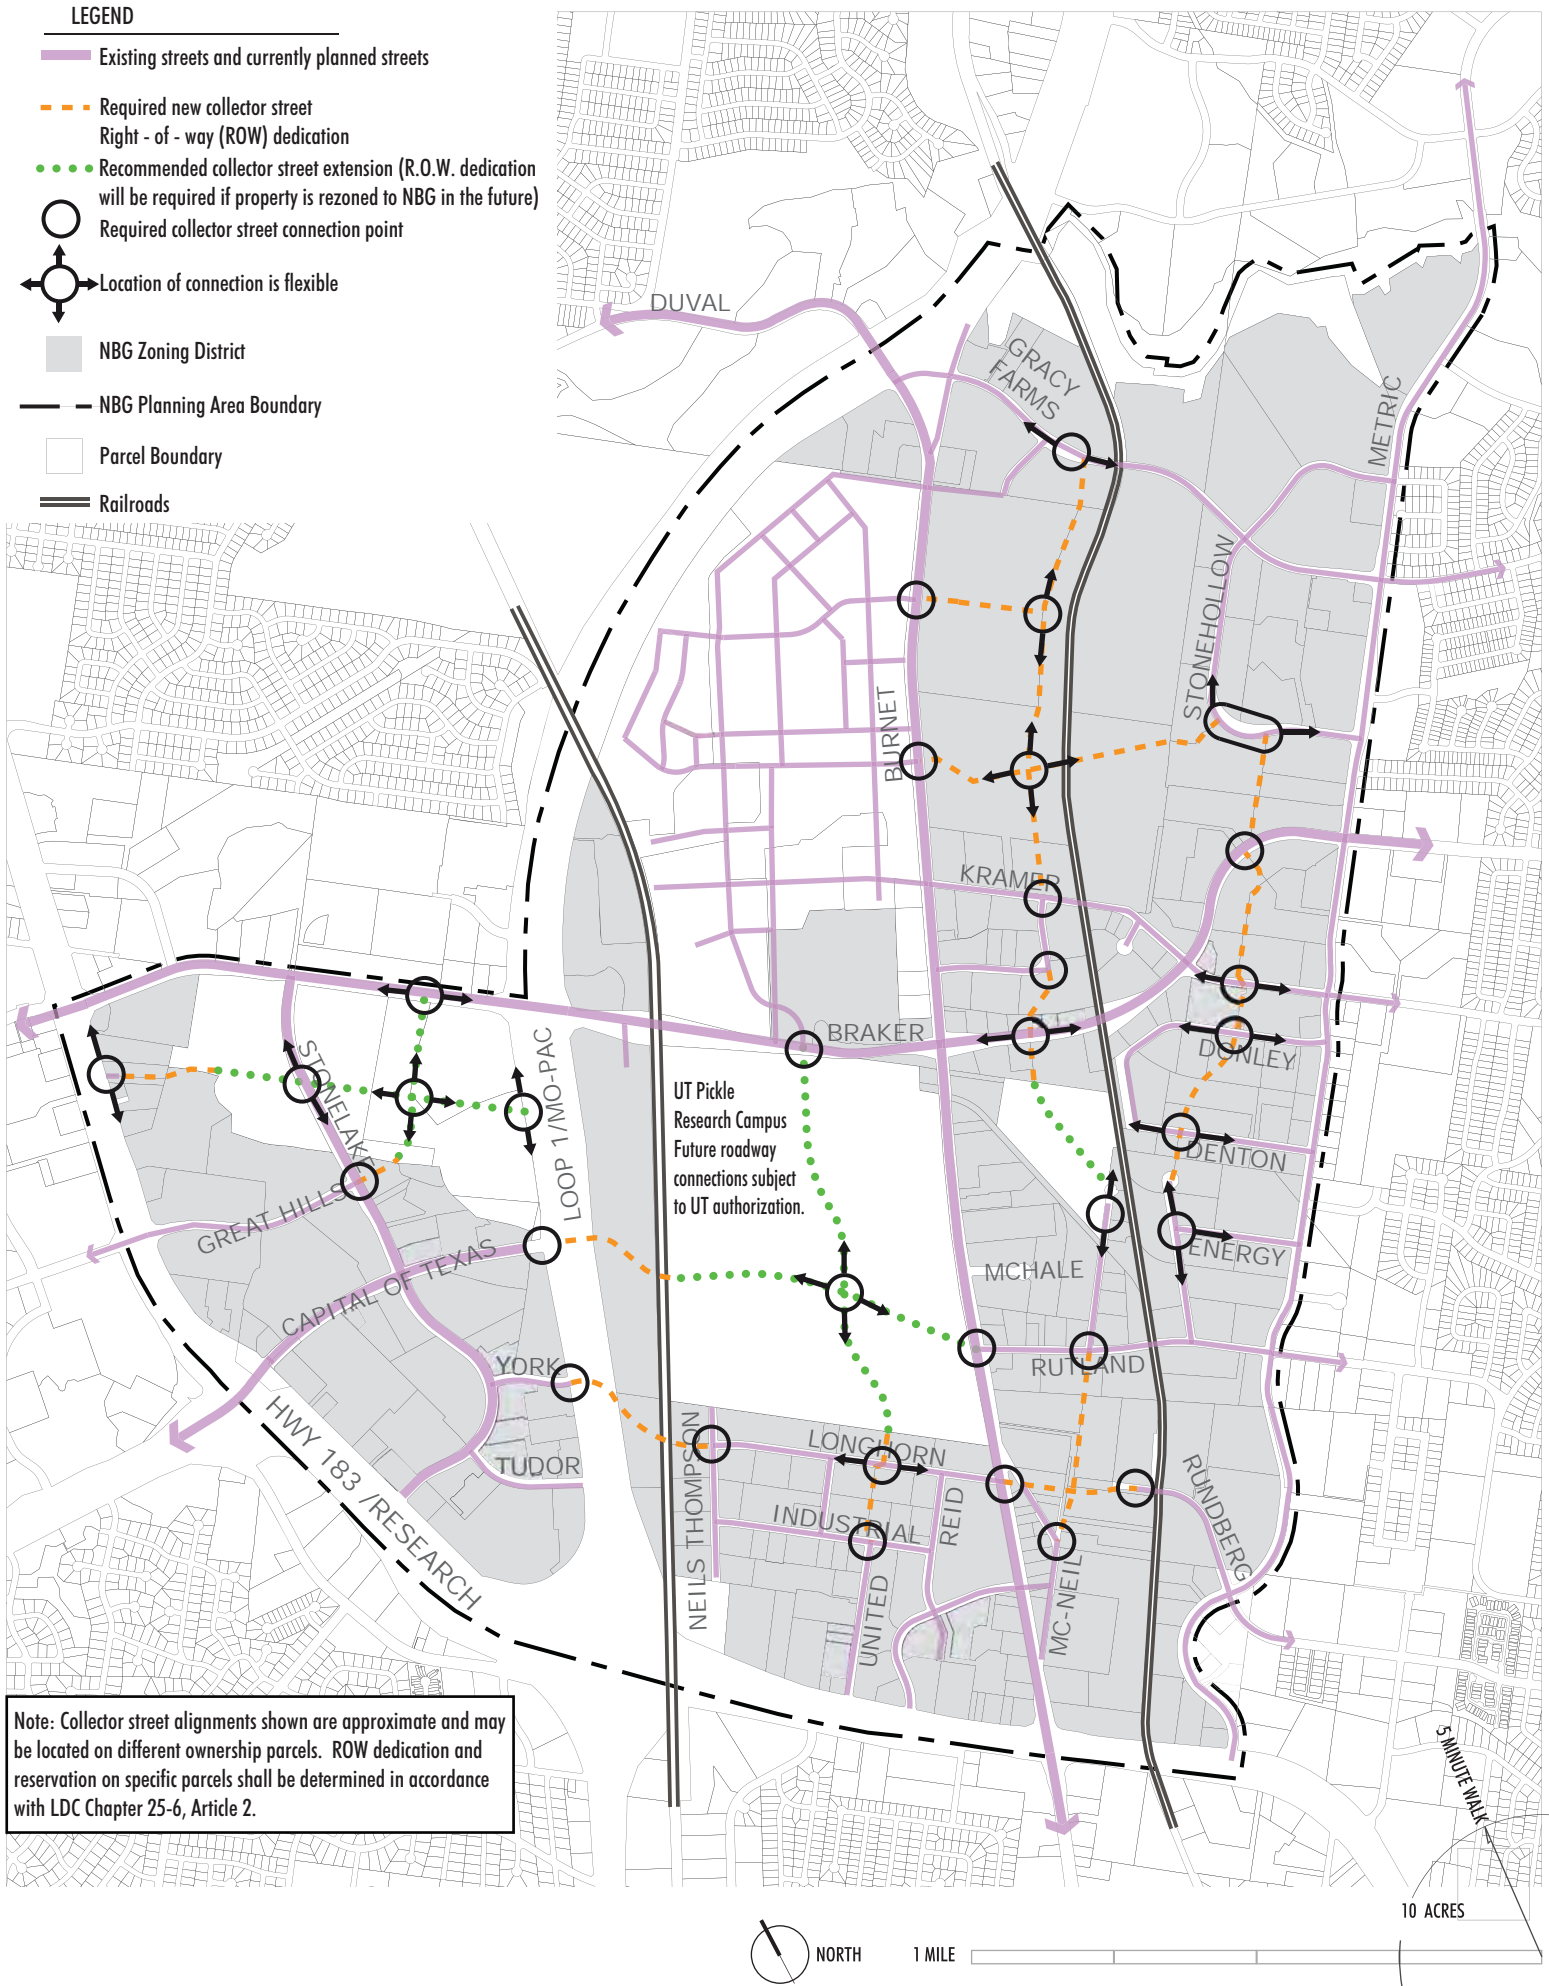 LEGEND
Existing streets and currently planned streets
Required new collector street
Right - of - way (ROW) dedication
Recommended collector street extension (R.O.W. dedication
will be required if property is rezoned to NBG in the future)
Required collector street connection point
Location of connection is flexible
NBG Zoning District
NBG Planning Area Boundary
Parcel Boundary
Railroads
DUVAL
GRACY
FARMS
METRIC
STONEHOLLOW
BURNET
KRAMER
BRAKER
DONLEY
STONELAKE
LOOP 1/MO-PAC
UT Pickle
Research Campus
Future roadway
connections subject
to UT authorization.
DENTON
GREAT HILLS
ENERGY
CAPITAL OF TEXAS
MCHALE
YORK
RUTLAND
HWY 183 /RESEARCH
TUDOR
NEILS THOMPSON
LONGHORN
REID
INDUSTRIAL
RUNDBERG
UNITED
MC-NEIL
Note: Collector street alignments shown are approximate and may
be located on different ownership parcels. ROW dedication and
reservation on specific parcels shall be determined in accordance
with LDC Chapter 25-6, Article 2.
5 MINUTE WALK
10 ACRES
NORTH
1 MILE